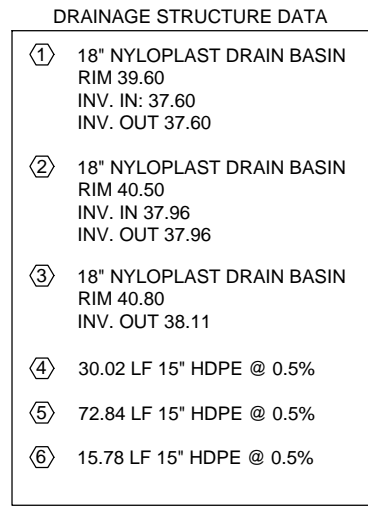 DRAINAGE STRUCTURE DATA
1 18" NYLOPLAST DRAIN BASIN
RIM 39.60
INV. IN: 37.60
INV. OUT 37.60
2 18" NYLOPLAST DRAIN BASIN
RIM 40.50
INV. IN 37.96
INV. OUT 37.96
3 18" NYLOPLAST DRAIN BASIN
RIM 40.80
INV. OUT 38.11
4 30.02 LF 15" HDPE @ 0.5%
5 72.84 LF 15" HDPE @ 0.5%
6 15.78 LF 15" HDPE @ 0.5%